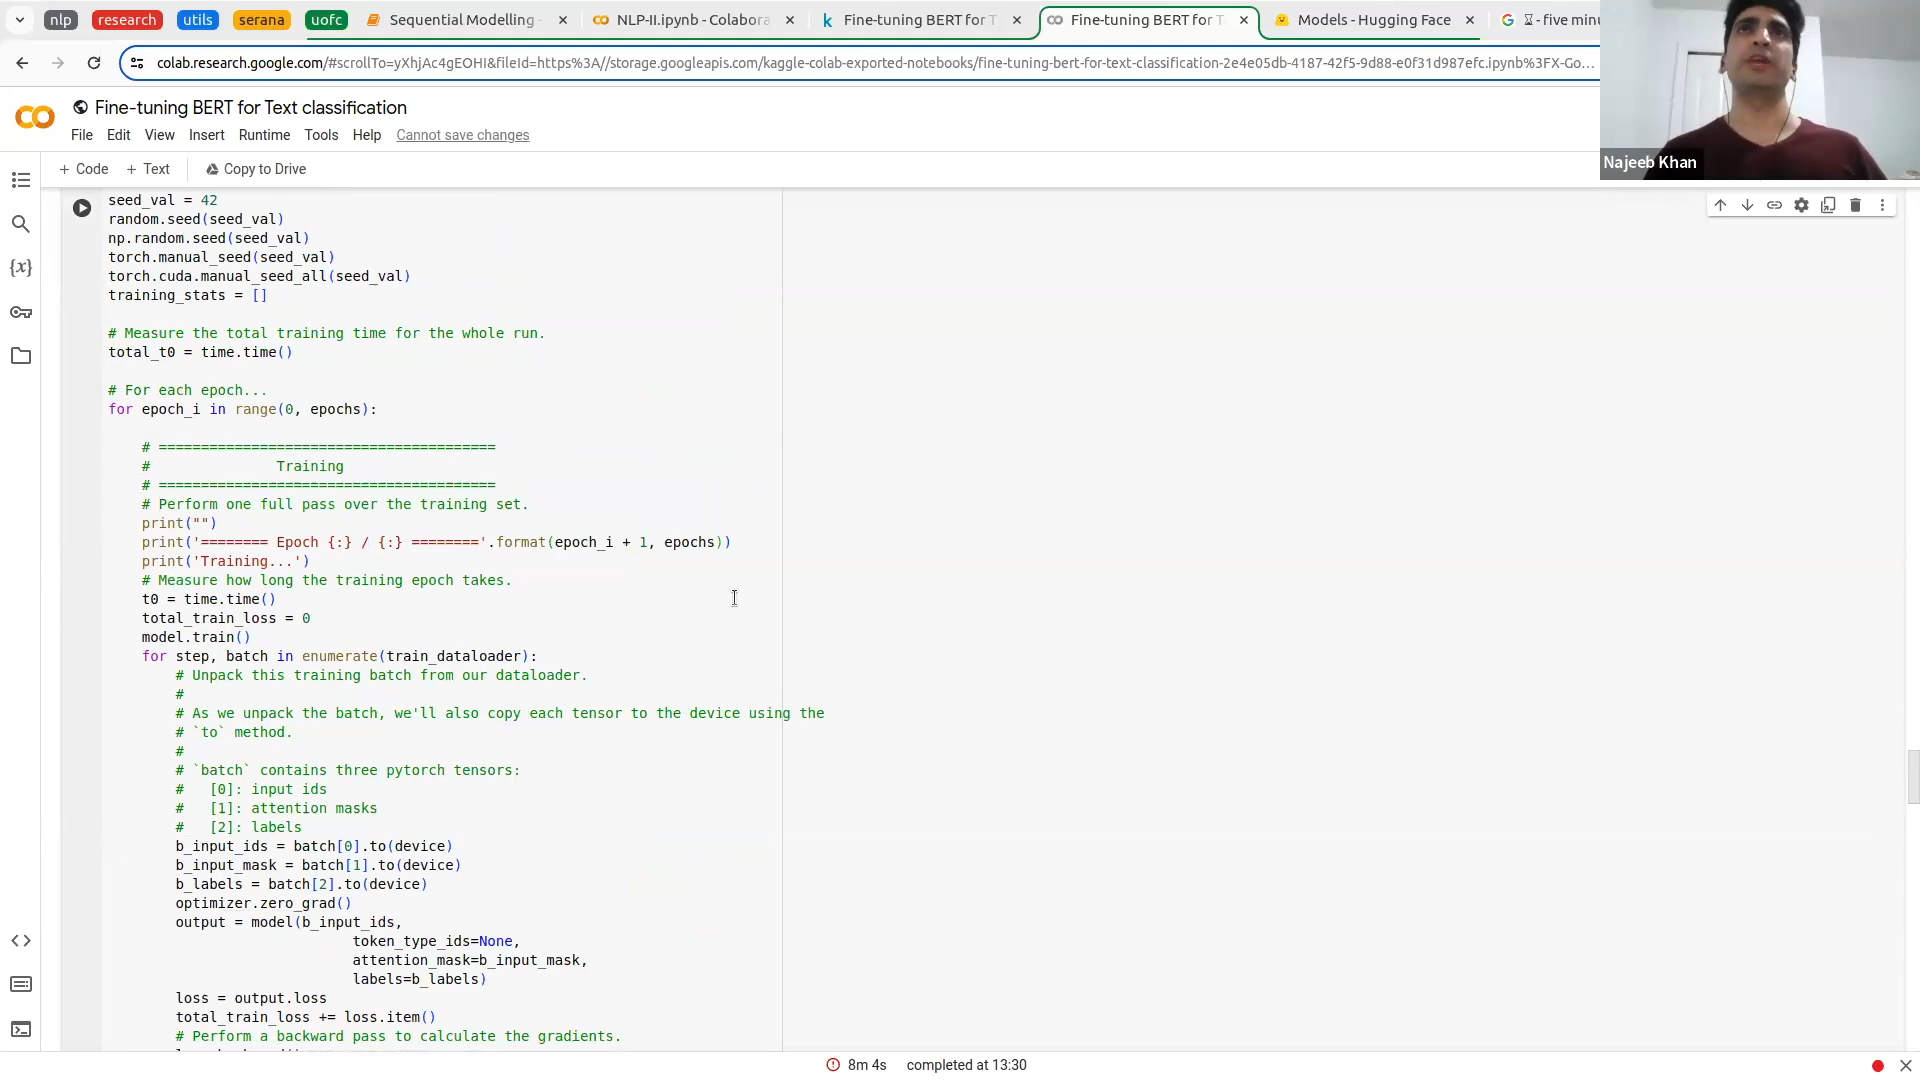 nlp
research
utils
serana
uofc
Sequential Modelling -
NLP-II.ipynb - Colabora
Fine-tuning BERT for T
Fine-tuning BERT for T
Models - Hugging Face
- five minu
colab.research.google.com/#scrollTo=yXhjAc4gEOHI&fileId=https%3A//storage.googleapis.com/kaggle-colab-exported-notebooks/fine-tuning-bert-for-text-classification-2e4e05db-4187-42f5-9d88-e0f31d987efc.ipynb%3FX-Go...
Fine-tuning BERT for Text classification
File Edit View Insert Runtime Tools Help Cannot save changes
+ Code + Text Copy to Drive
Najeeb Khan
seed_val = 42
random.seed(seed_val)
np.random.seed(seed_val)
torch.manual_seed(seed_val)
torch.cuda.manual_seed_all(seed_val)
training_stats = []
# Measure the total training time for the whole run.
total_t0 = time.time()
# For each epoch...
for epoch_i in range(0, epochs):
# ========================================
# Training
# ========================================
# Perform one full pass over the training set.
print("")
print('======== Epoch {:} / {:} ========'.format(epoch_i + 1, epochs))
print('Training...')
# Measure how long the training epoch takes.
t0 = time.time()
total_train_loss = 0
model.train()
for step, batch in enumerate(train_dataloader):
# Unpack this training batch from our dataloader.
#
# As we unpack the batch, we'll also copy each tensor to the device using the
# `to` method.
#
# `batch` contains three pytorch tensors:
# [0]: input ids
# [1]: attention masks
# [2]: labels
b_input_ids = batch[0].to(device)
b_input_mask = batch[1].to(device)
b_labels = batch[2].to(device)
optimizer.zero_grad()
output = model(b_input_ids,
token_type_ids=None,
attention_mask=b_input_mask,
labels=b_labels)
loss = output.loss
total_train_loss += loss.item()
# Perform a backward pass to calculate the gradients.
8m 4s completed at 13:30